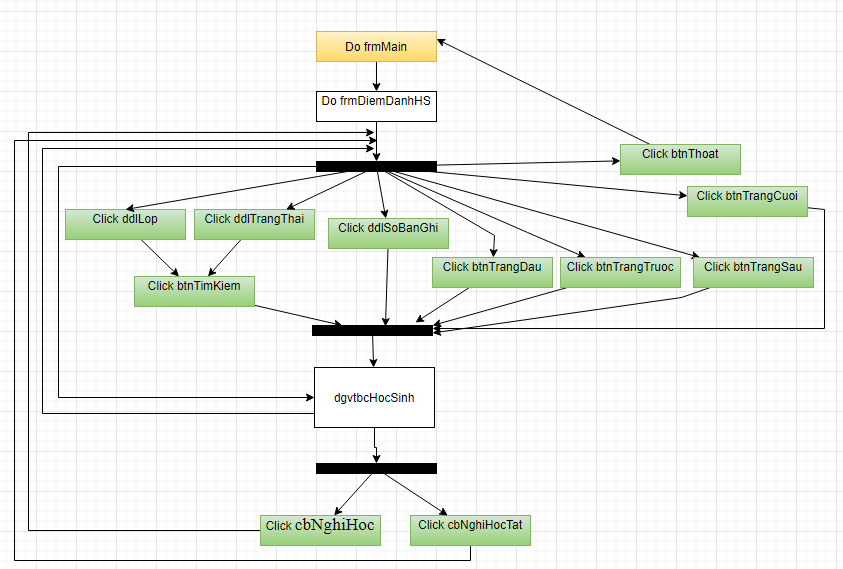 Do frmMain
Do frmDiemDanhHS
Click btnThoat
Click btnTrangCuoi
Click ddlLop
Click ddlTrangThai
Click ddlSoBanGhi
Click btnTrangDau
Click btnTrangTruoc
Click btnTrangSau
Click btnTimKiem
dgvtbcHocSinh
Click cbNghiHoc
Click cbNghiHocTat